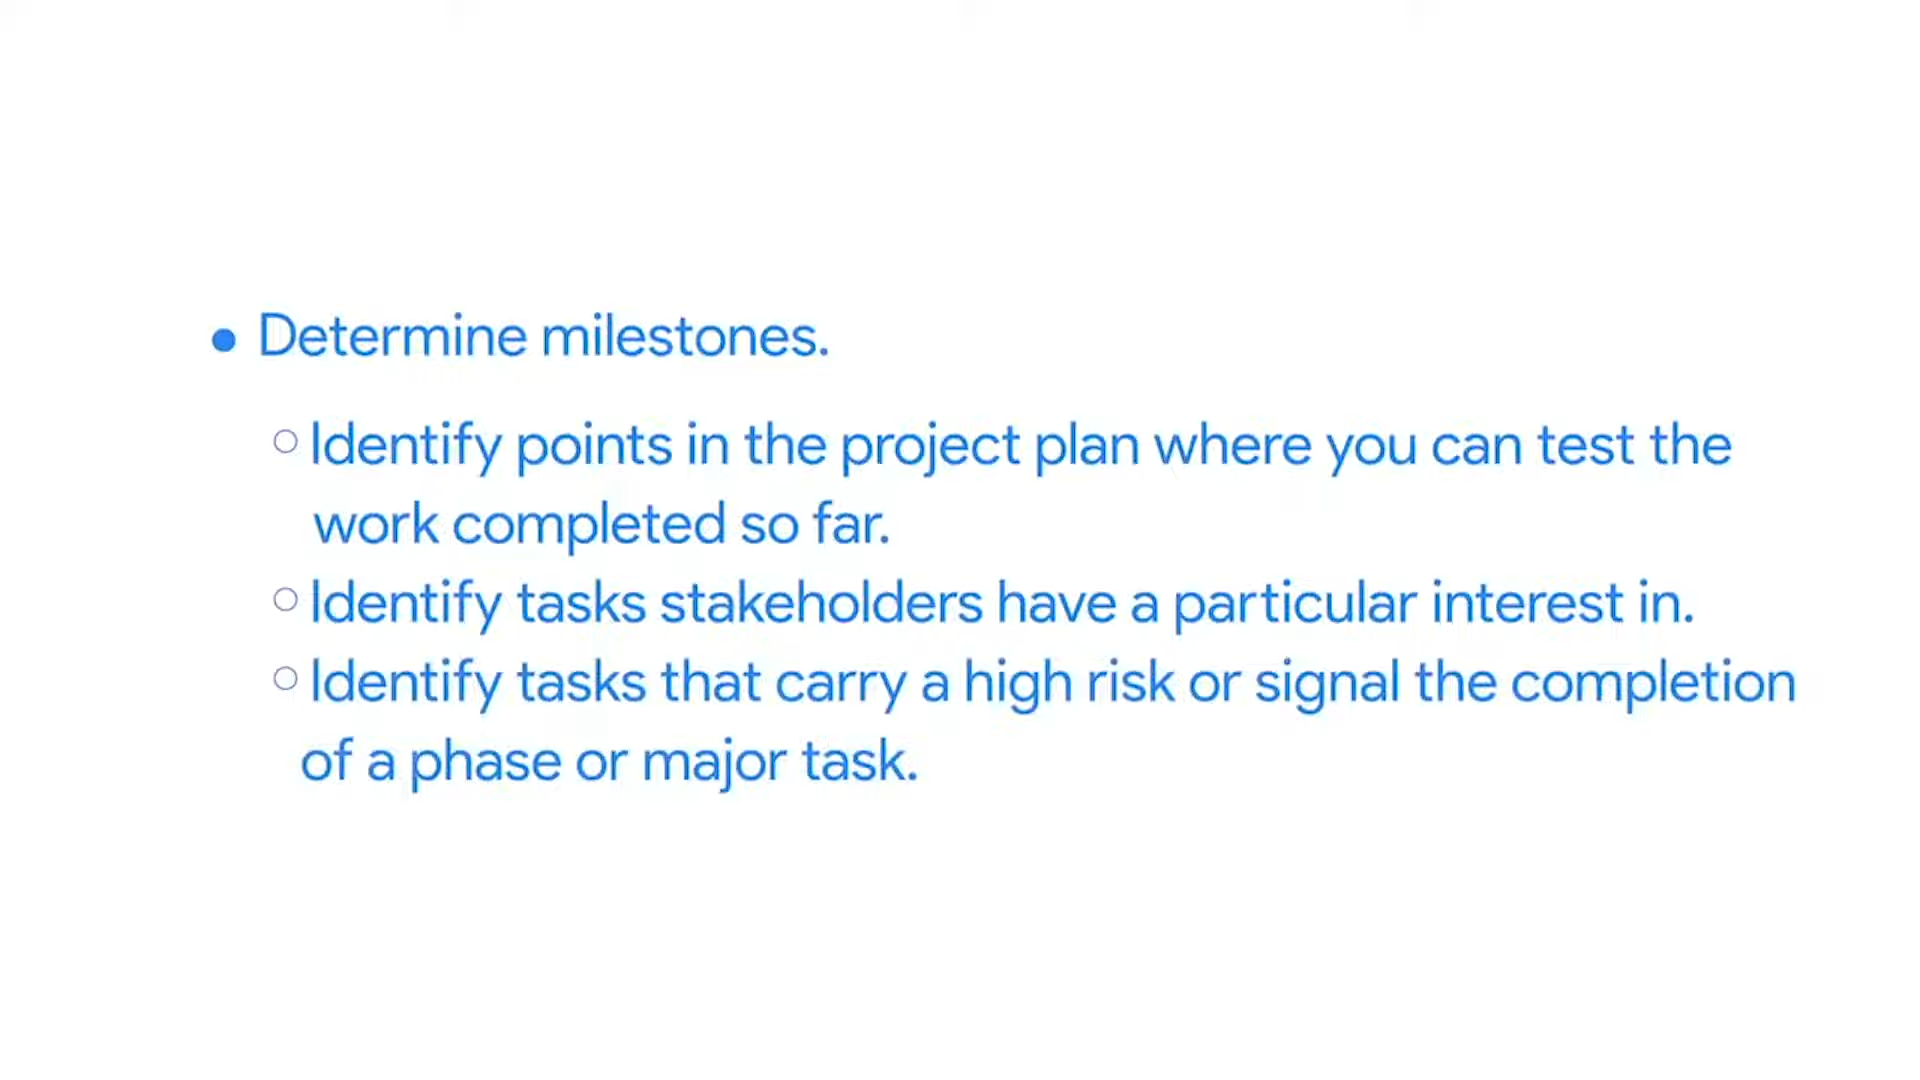 • Determine milestones.
○ Identify points in the project plan where you can test the
work completed so far.
○ Identify tasks stakeholders have a particular interest in.
○ Identify tasks that carry a high risk or signal the completion
of a phase or major task.